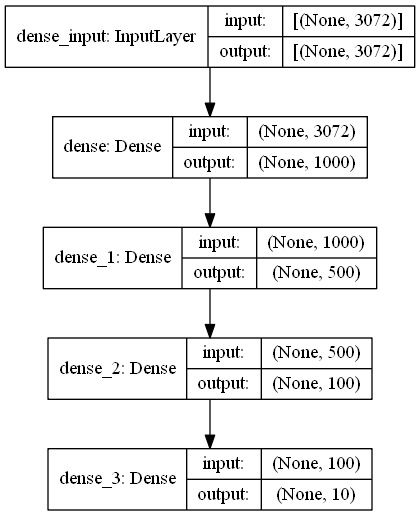 dense_input: InputLayer
input: [(None, 3072)]
output: [(None, 3072)]
dense: Dense
input: (None, 3072)
output: (None, 1000)
dense_1: Dense
input: (None, 1000)
output: (None, 500)
dense_2: Dense
input: (None, 500)
output: (None, 100)
dense_3: Dense
input: (None, 100)
output: (None, 10)